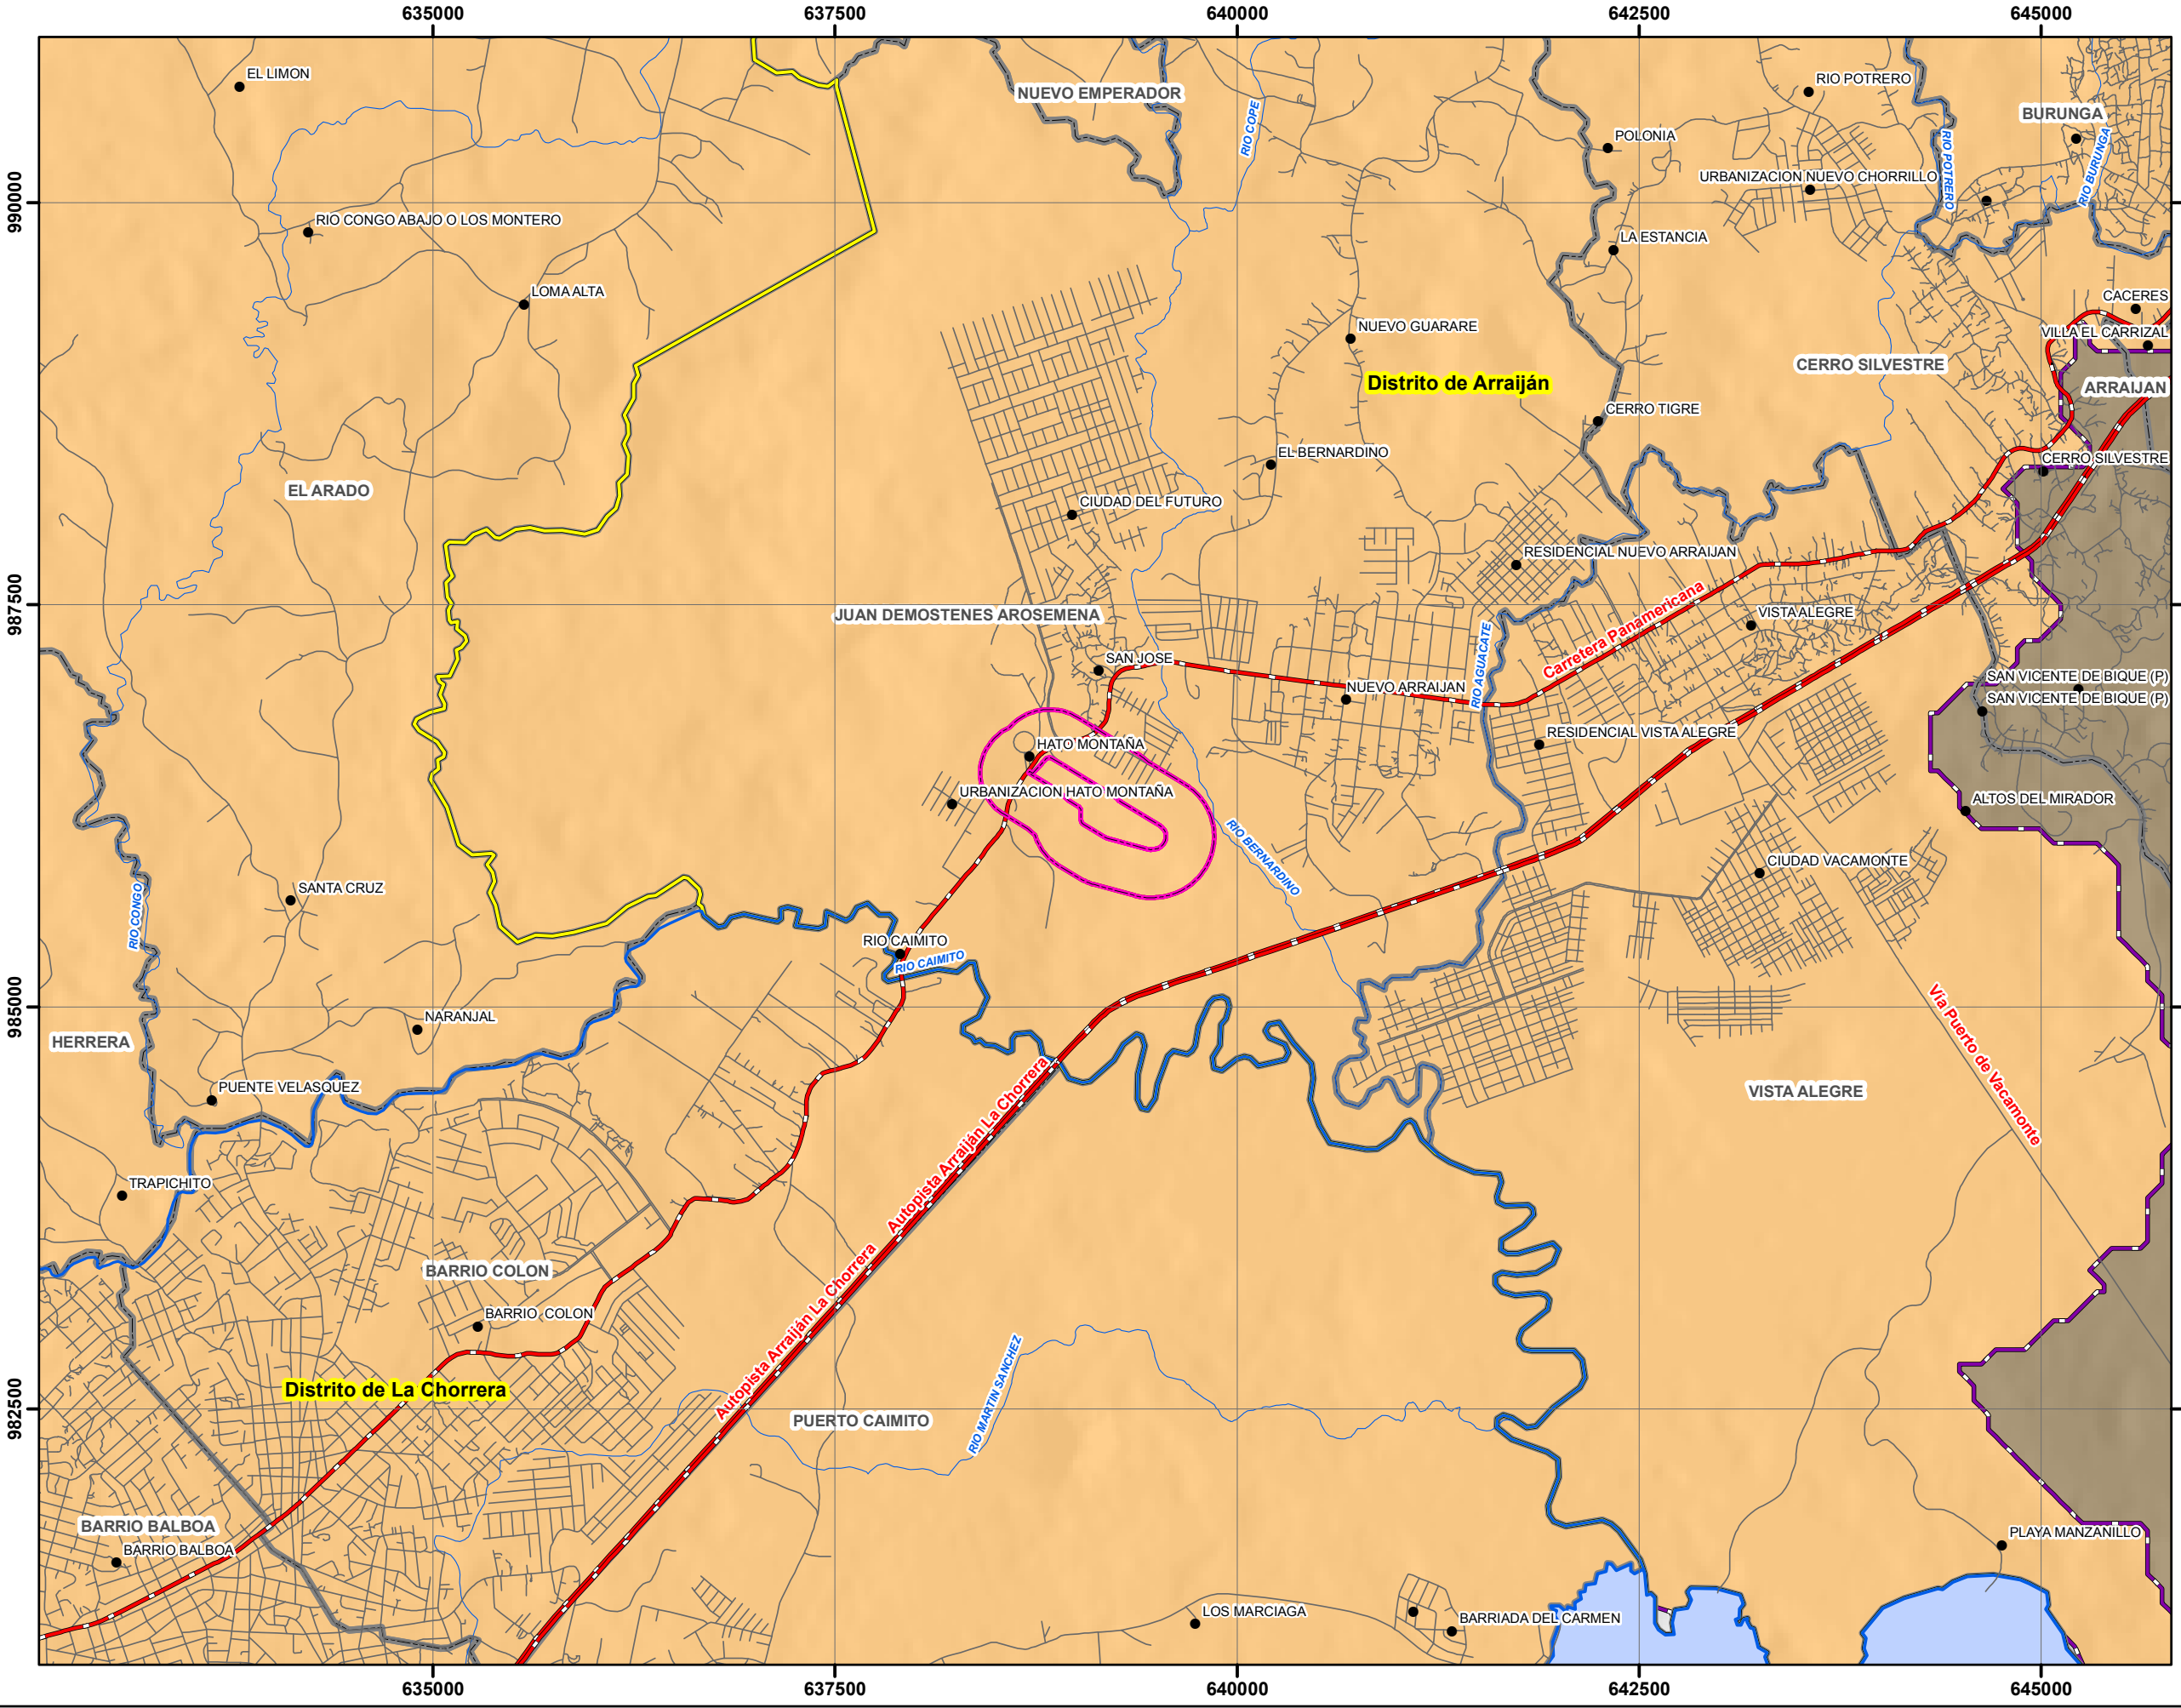 635000
637500
640000
642500
645000
EL LIMON
NUEVO EMPERADOR
RIO COPE
RIO POTRERO
BURUNGA
POLONIA
RIO POTRERO
RIO BURUNGA
URBANIZACION NUEVO CHORRILLO
990000
990000
RIO CONGO ABAJO O LOS MONTERO
LA ESTANCIA
LOMA ALTA
CACERES
NUEVO GUARARE
VILLA EL CARRIZAL
CERRO SILVESTRE
Distrito de Arraiján
ARRAIJAN
CERRO TIGRE
EL BERNARDINO
CERRO SILVESTRE
EL ARADO
CIUDAD DEL FUTURO
RESIDENCIAL NUEVO ARRAIJAN
987500
987500
JUAN DEMOSTENES AROSEMENA
Carretera Panamericana
VISTA ALEGRE
RIO AGUACATE
SAN JOSE
NUEVO ARRAIJAN
SAN VICENTE DE BIQUE (P)
SAN VICENTE DE BIQUE (P)
RESIDENCIAL VISTA ALEGRE
HATO MONTAÑA
URBANIZACION HATO MONTAÑA
ALTOS DEL MIRADOR
RIO BERNARDINO
CIUDAD VACAMONTE
SANTA CRUZ
RIO CONGO
RIO CAIMITO
RIO CAIMITO
985000
985000
NARANJAL
HERRERA
Via Puerto de Vacamonte
PUENTE VELASQUEZ
VISTA ALEGRE
Autopista Arraiján La Chorrera
TRAPICHITO
BARRIO COLON
Autopista Arraiján La Chorrera
BARRIO COLON
RIO MARTIN SANCHEZ
Distrito de La Chorrera
982500
982500
PUERTO CAIMITO
BARRIO BALBOA
BARRIO BALBOA
PLAYA MANZANILLO
LOS MARCIAGA
BARRIADA DEL CARMEN
635000
637500
640000
642500
645000